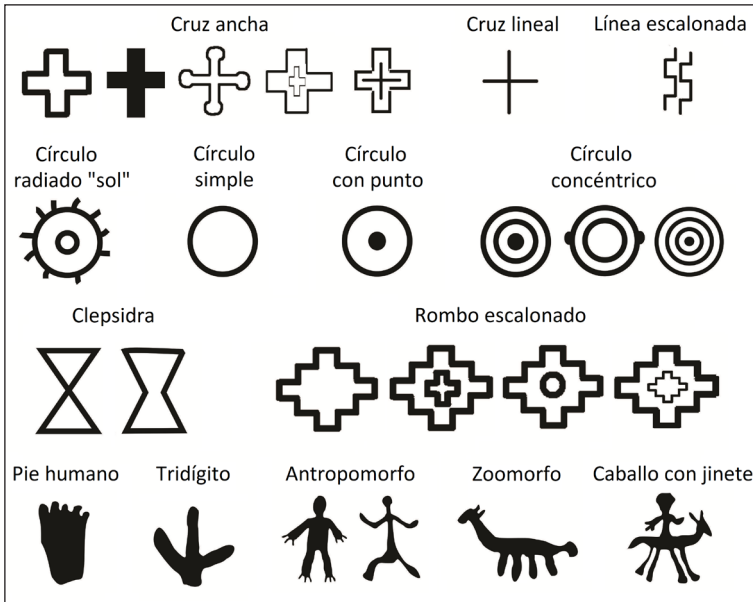 Cruz ancha
Cruz lineal
Línea escalonada
Círculo
radiado "sol"
Círculo
simple
Círculo
con punto
Círculo
concéntrico
Clepsidra
Rombo escalonado
Pie humano
Tridígito
Antropomorfo
Zoomorfo
Caballo con jinete